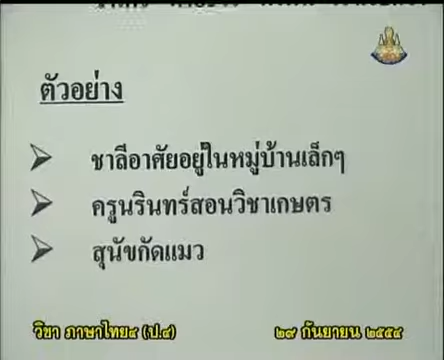 ตัวอย่าง
ชาลีอาศัยอยู่ในหมู่บ้านเล็กๆ
ครูนรินทร์สอนวิชาเกษตร
สุนัขกัดแมว
วิชา ภาษาไทย๔ (ป.๔)
๒๙ กันยายน ๒๕๕๔